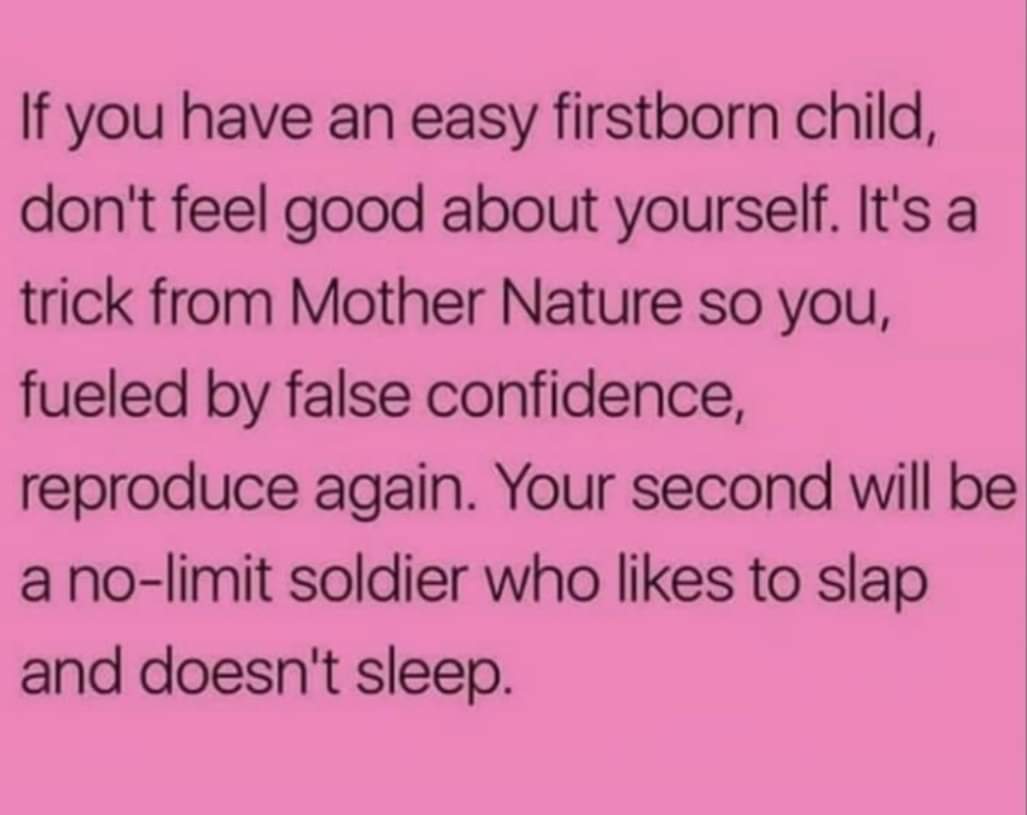 If you have an easy firstborn child,
don't feel good about yourself. It's a
trick from Mother Nature so you,
fueled by false confidence,
reproduce again. Your second will be
a no-limit soldier who likes to slap
and doesn't sleep.